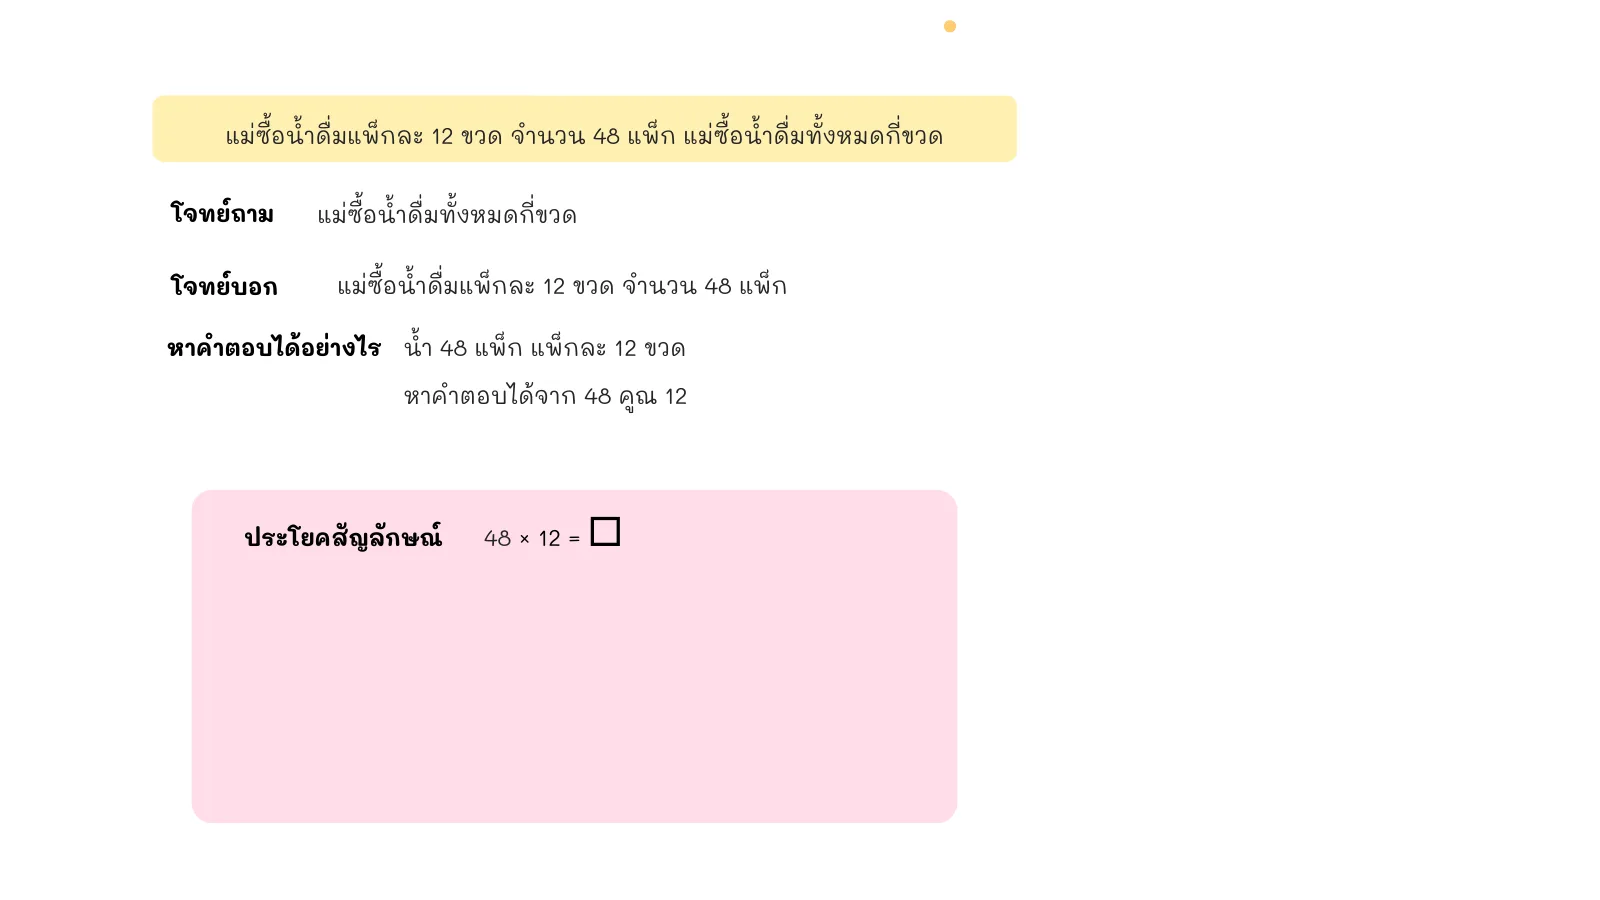 แม่ซื้อน้ำดื่มแพ็กละ 12 ขวด จำนวน 48 แพ็ก แม่ซื้อน้ำดื่มทั้งหมดกี่ขวด
โจทย์ถาม แม่ซื้อน้ำดื่มทั้งหมดกี่ขวด
โจทย์บอก แม่ซื้อน้ำดื่มแพ็กละ 12 ขวด จำนวน 48 แพ็ก
หาคำตอบได้อย่างไร น้ำ 48 แพ็ก แพ็กละ 12 ขวด
หาคำตอบได้จาก 48 คูณ 12
ประโยคสัญลักษณ์ 48 × 12 = □